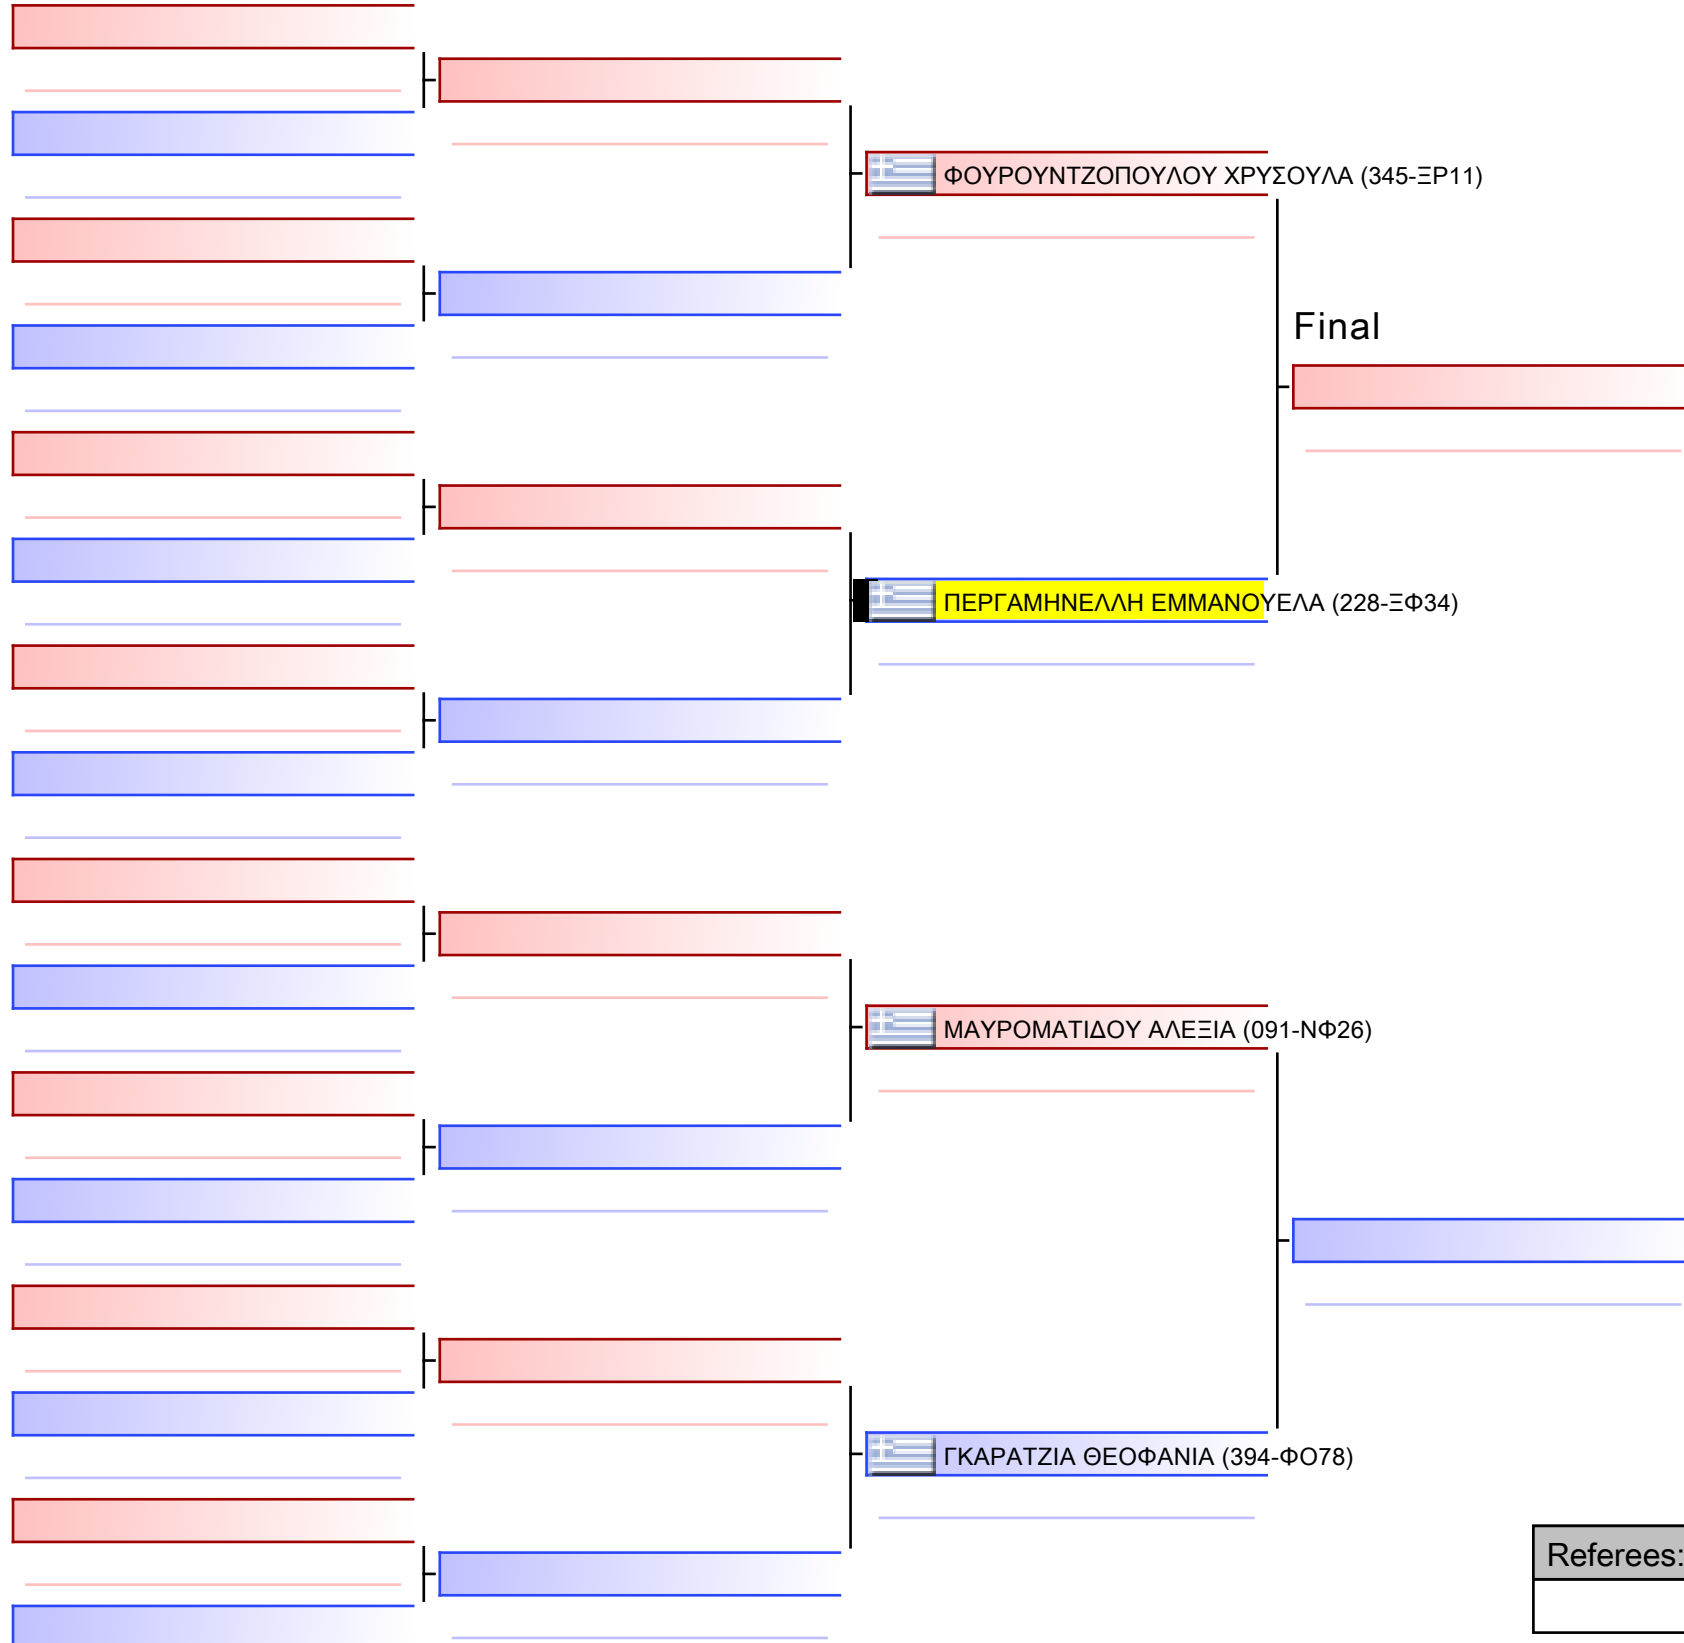 ΦΟΥΡΟΥΝΤΖΟΠΟΥΛΟΥ ΧΡΥΣΟΥΛΑ (345-ΞΡ11)
Final
ΠΕΡΓΑΜΗΝΕΛΛΗ ΕΜΜΑΝΟΥΕΛΑ (228-ΞΦ34)
ΜΑΥΡΟΜΑΤΙΔΟΥ ΑΛΕΞΙΑ (091-ΝΦ26)
ΓΚΑΡΑΤΖΙΑ ΘΕΟΦΑΝΙΑ (394-ΦΟ78)
Referees: